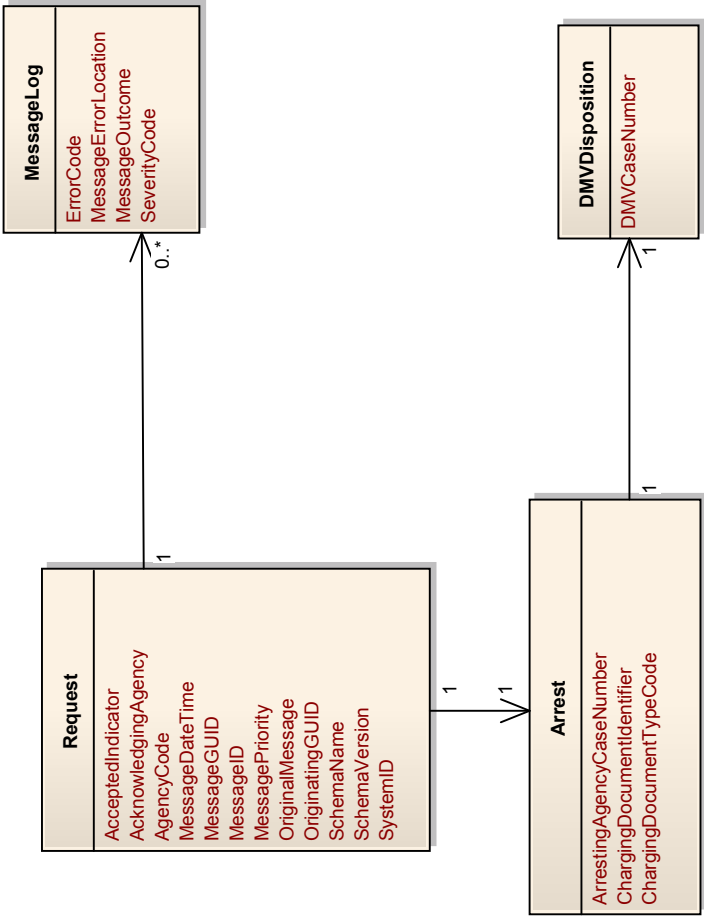 MessageLog
ErrorCode
MessageErrorLocation
MessageOutcome
SeverityCode
0..*
1
Request
AcceptedIndicator
AcknowledgingAgency
AgencyCode
MessageDateTime
MessageGUID
MessageID
MessagePriority
OriginalMessage
OriginatingGUID
SchemaName
SchemaVersion
SystemID
1
1
Arrest
ArrestingAgencyCaseNumber
ChargingDocumentIdentifier
ChargingDocumentTypeCode
1
1
DMVDisposition
DMVCaseNumber